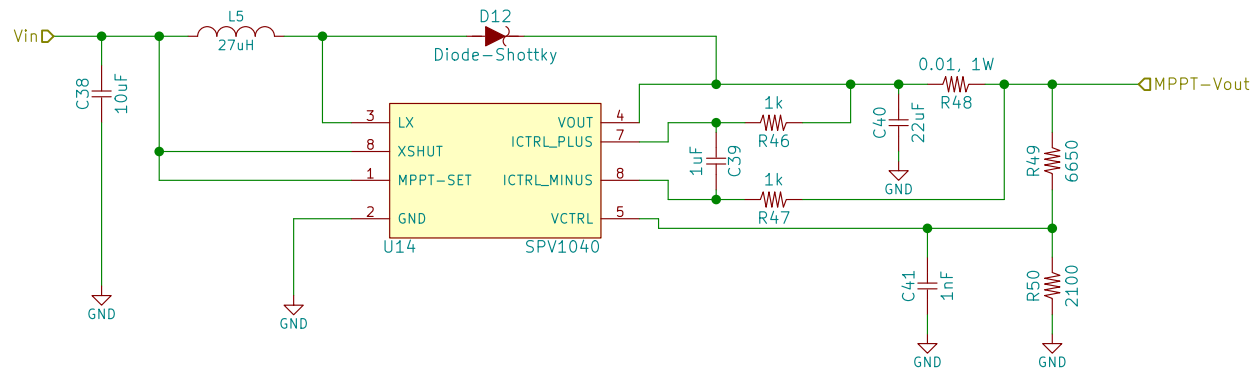 Vin
L5
27uH
D12
Diode-Shottky
C38
10uF
GND
3
LX
8
XSHUT
1
MPPT-SET
2
GND
VOUT
4
ICTRL_PLUS
7
ICTRL_MINUS
8
VCTRL
5
U14
SPV1040
GND
1k
R46
1uF
C39
1k
R47
C40
22uF
GND
0.01, 1W
R48
MPPT-Vout
R49
6650
C41
1nF
GND
R50
2100
GND